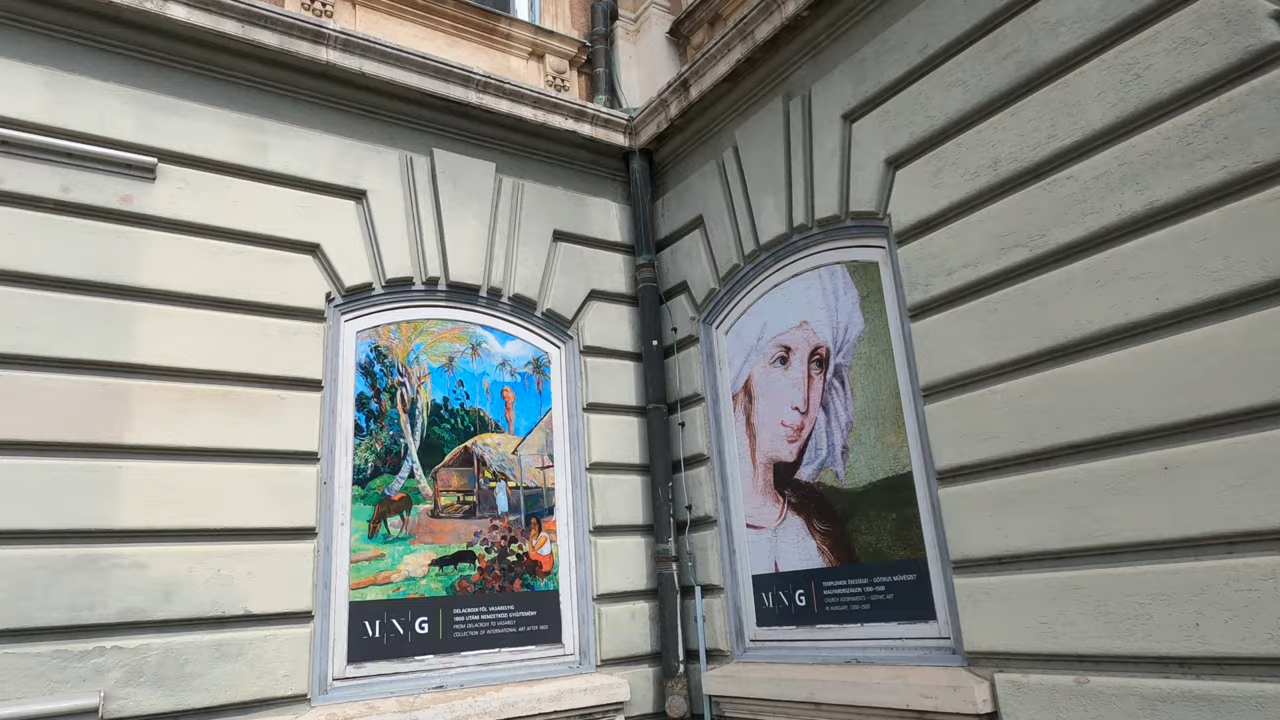 MNG
DELACROIX-TÓL VASARELYIG
1800 UTÁNI NEMZETKÖZI GYŰJTEMÉNY
FROM DELACROIX TO VASARELY
COLLECTION OF INTERNATIONAL ART AFTER 1800
MNG
TEMPLOMOK ÉKESSÉGEI - GÓTIKUS MŰVÉSZET
MAGYARORSZÁGON 1300-1500
CHURCH ADORNMENTS - GOTHIC ART
IN HUNGARY, 1300-1500